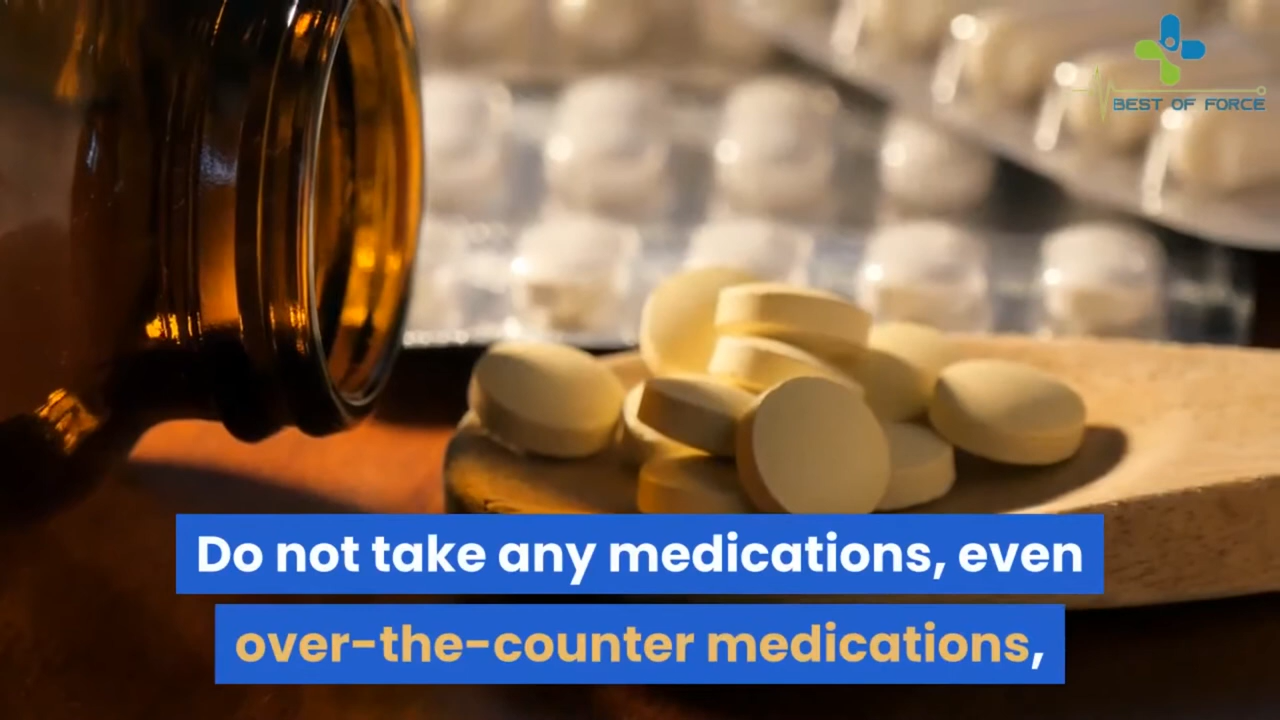 BEST OF FORCE
Do not take any medications, even
over-the-counter medications,